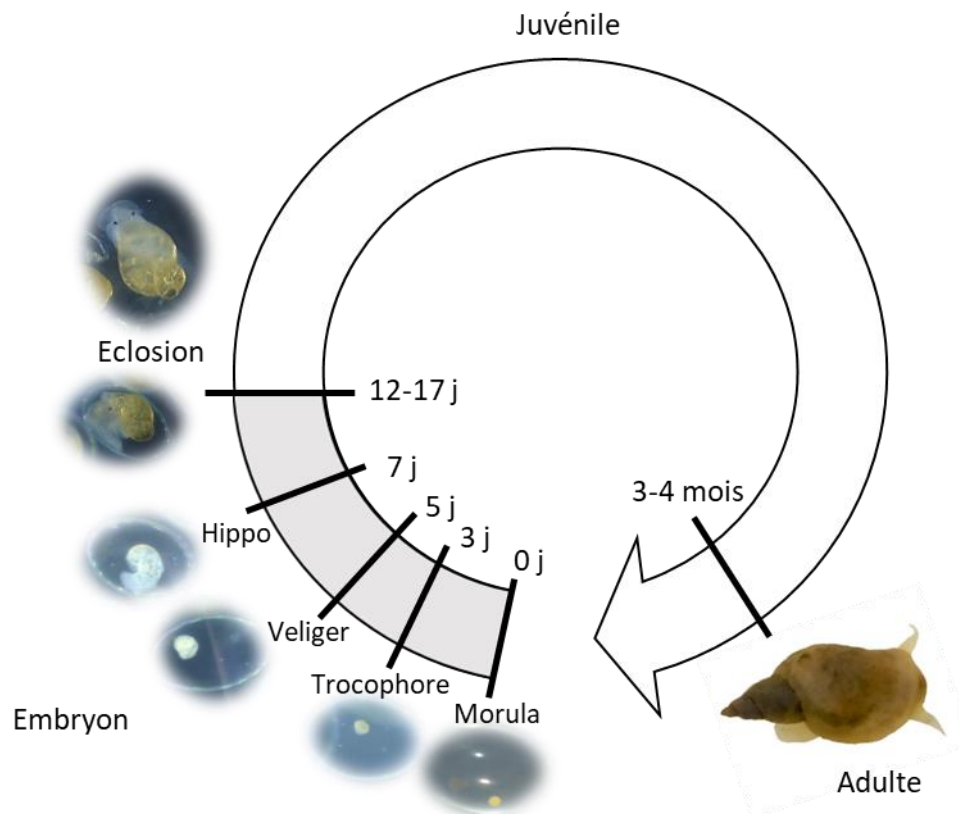 Juvénile
Eclosion
12-17 j
7 j
3-4 mois
5 j
Hippo
3 j
0 j
Veliger
Trocophore
Morula
Embryon
Adulte